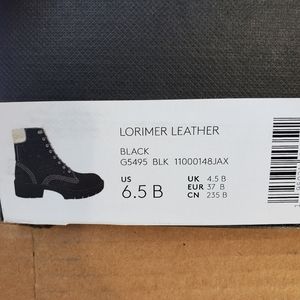 LORIMER LEATHER
BLACK
G5495 BLK 11000148JAX
US
6.5 B
UK 4.5 B
EUR 37 B
CN 235 B